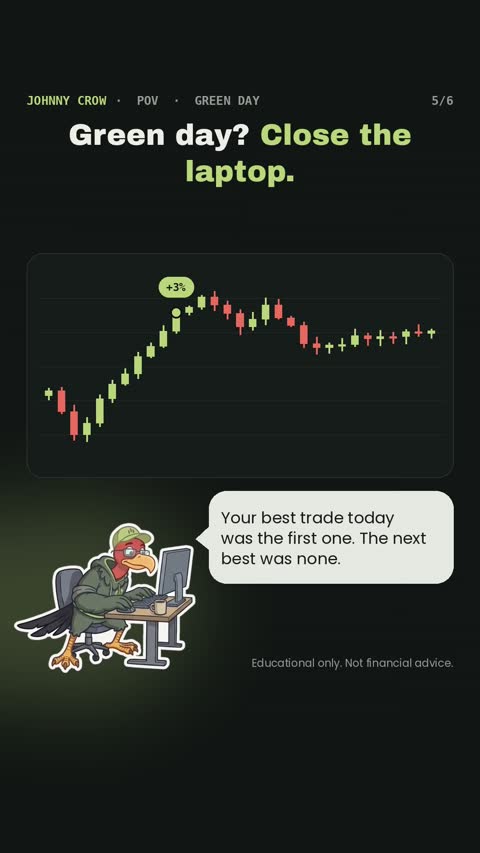 JOHNNY CROW · POV · GREEN DAY 5/6
Green day? Close the
laptop.
+3%
Your best trade today
was the first one. The next
best was none.
Educational only. Not financial advice.